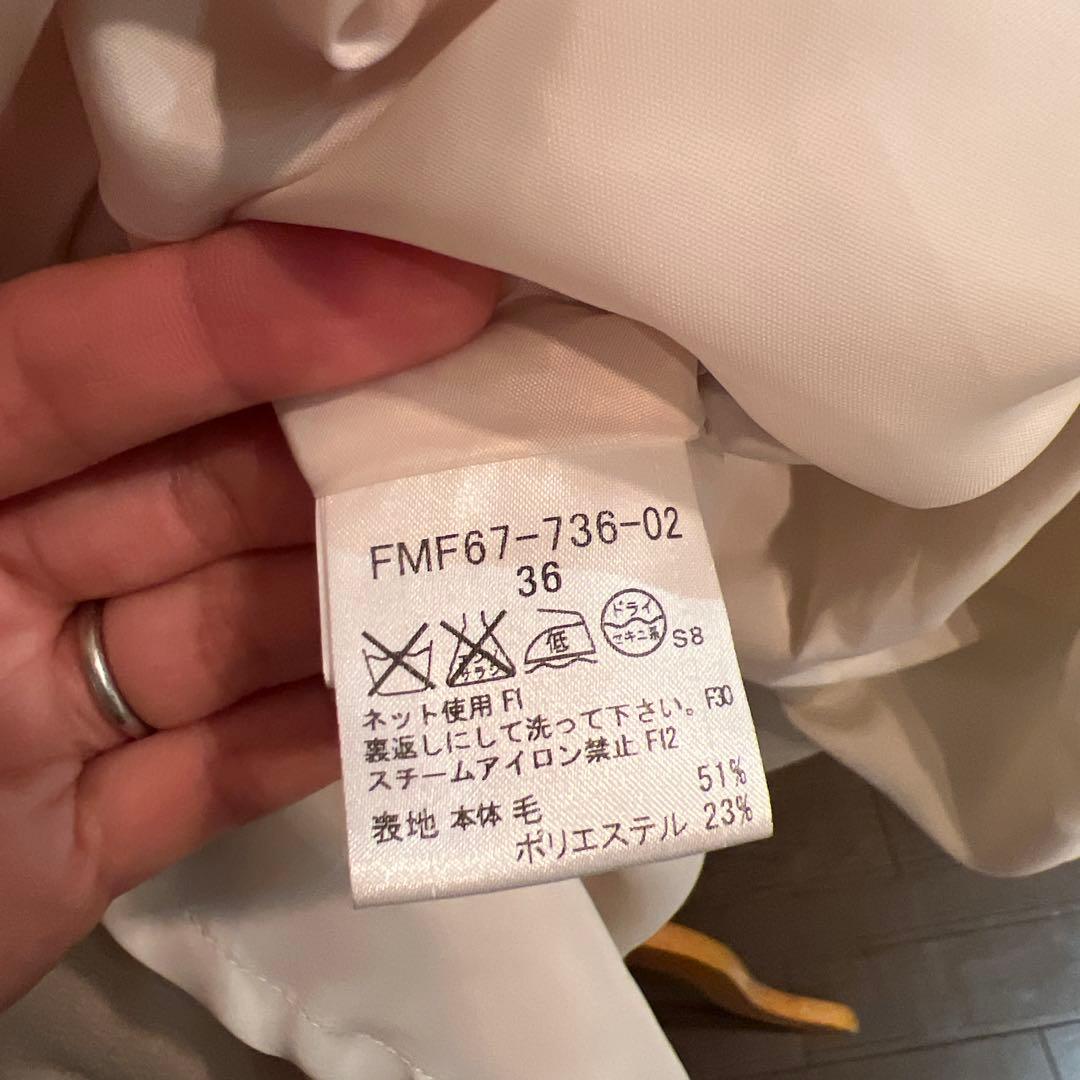 FMF67-736-02
36
低 ドライ セキユ系 S8
ネット使用 F1
裏返しにして洗って下さい。F30
スチームアイロン禁止 F12
表地 本体 毛 51%
ポリエステル 23%